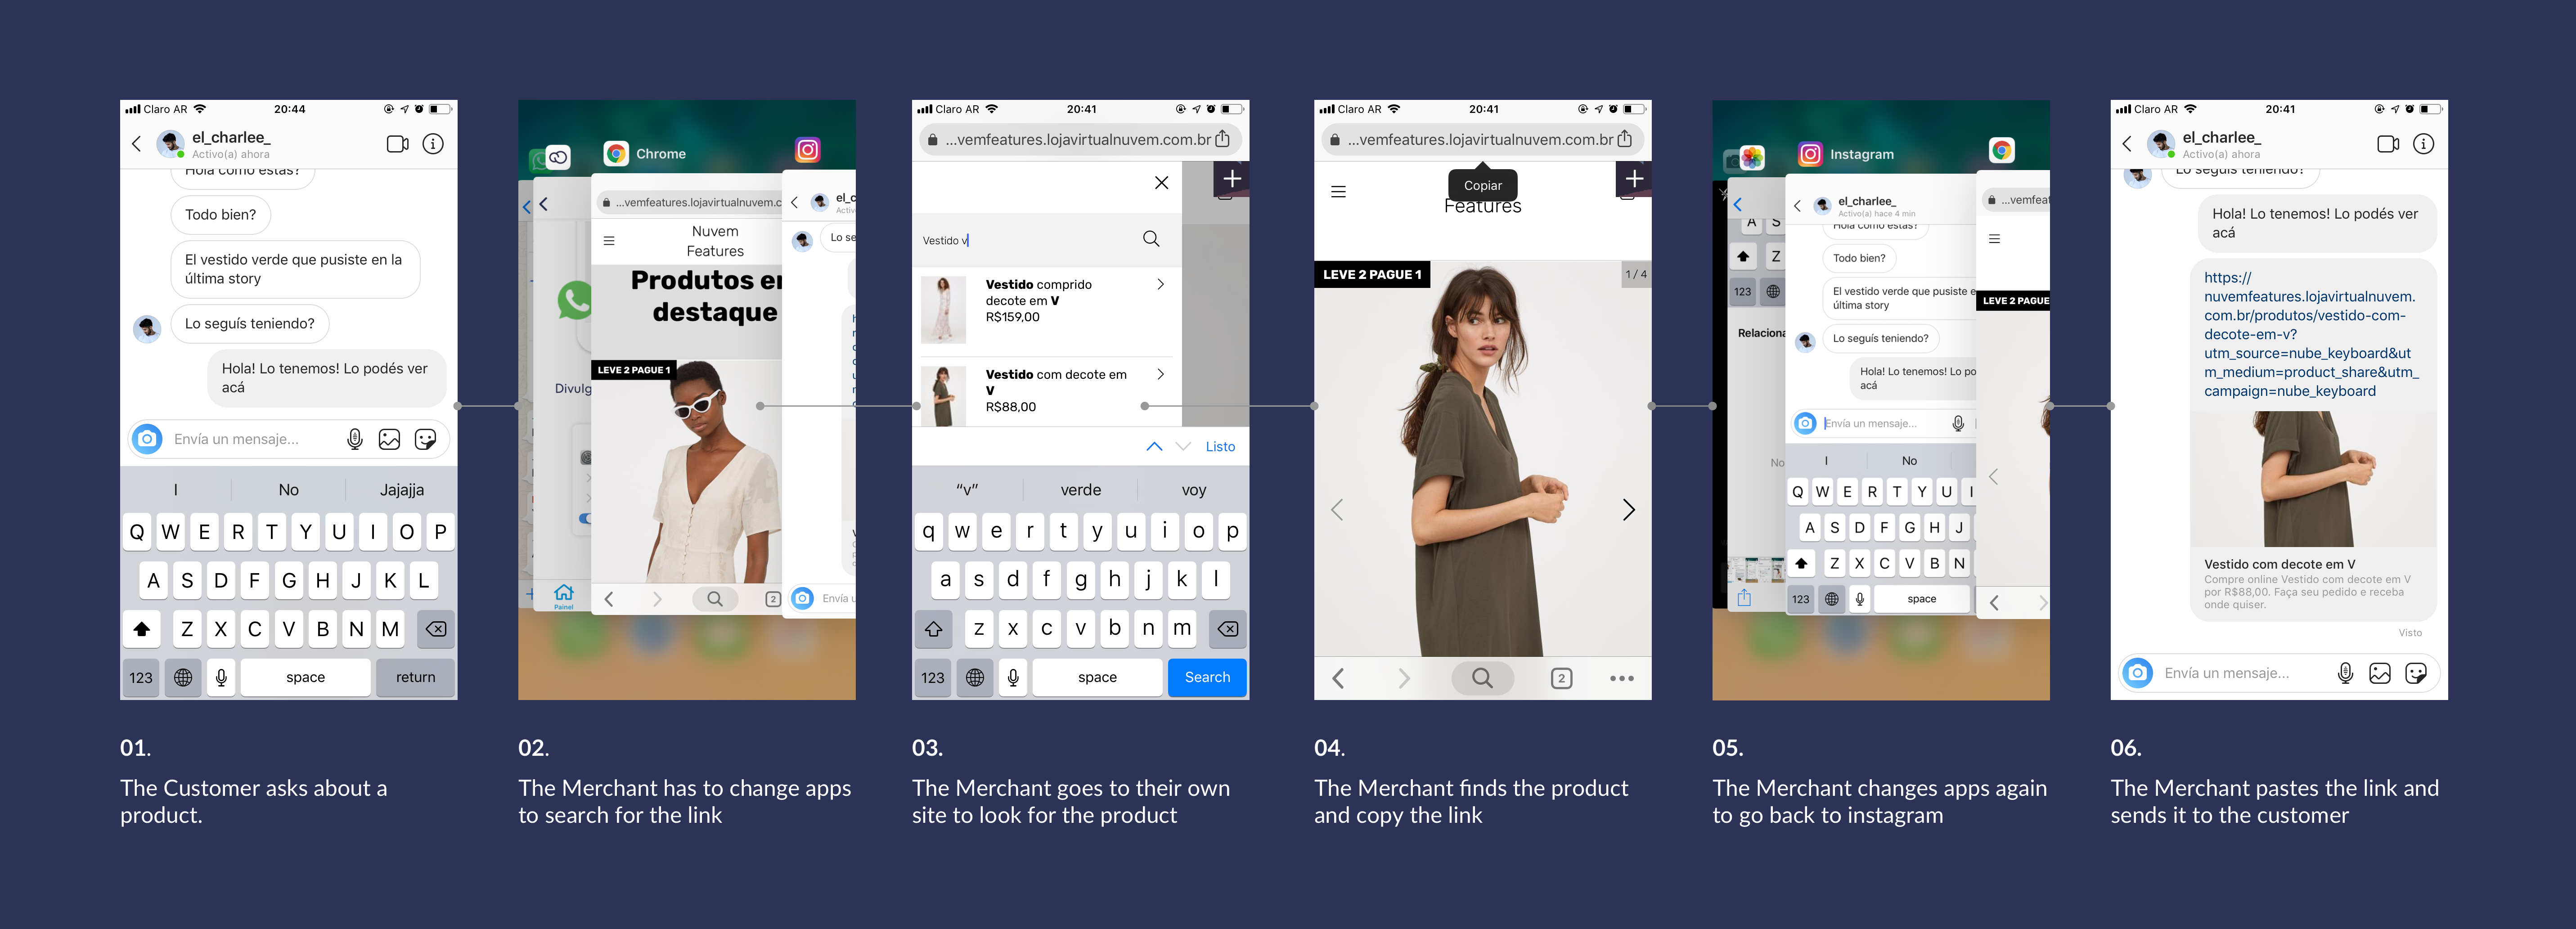 Claro AR
20:44
el_charlee_
Activo(a) ahora
Hola como estas?
Todo bien?
El vestido verde que pusiste en la
última story
Lo seguís teniendo?
Hola! Lo tenemos! Lo podés ver
acá
Envía un mensaje...
I No Jajajja
Q W E R T Y U I O P
A S D F G H J K L
Z X C V B N M
123 space return
01.
The Customer asks about a
product.
Chrome
...vemfeatures.lojavirtualnuvem.c
Nuvem
Features
Produtos en
destaque
LEVE 2 PAGUE 1
Divulg
Painel
2
el_c
Activ
Lo se
Envía u
02.
The Merchant has to change apps
to search for the link
Claro AR
20:41
...vemfeatures.lojavirtualnuvem.com.br
Vestido v
Vestido comprido
decote em V
R$159,00
Vestido com decote em
V
R$88,00
Listo
“v” verde voy
q w e r t y u i o p
a s d f g h j k l
z x c v b n m
123 space Search
03.
The Merchant goes to their own
site to look for the product
Claro AR
20:41
...vemfeatures.lojavirtualnuvem.com.br
Copiar
Features
LEVE 2 PAGUE 1
1 / 4
2
04.
The Merchant finds the product
and copy the link
Instagram
A S
Z
123
Relaciona
No
el_charlee_
Activo(a) hace 4 min
Hola como estas?
Todo bien?
El vestido verde que pusiste e
última story
Lo seguís teniendo?
Hola! Lo tenemos! Lo po
acá
Envía un mensaje...
I No
Q W E R T Y U I
A S D F G H J
Z X C V B N
123 space
...vemfeat
LEVE 2 PAGUE
05.
The Merchant changes apps again
to go back to instagram
Claro AR
20:41
el_charlee_
Activo(a) ahora
Lo seguís teniendo?
Hola! Lo tenemos! Lo podés ver
acá
https://
nuvemfeatures.lojavirtualnuvem.
com.br/produtos/vestido-com-
decote-em-v?
utm_source=nube_keyboard&ut
m_medium=product_share&utm_
campaign=nube_keyboard
Vestido com decote em V
Compre online Vestido com decote em V
por R$88,00. Faça seu pedido e receba
onde quiser.
Visto
Envía un mensaje...
06.
The Merchant pastes the link and
sends it to the customer